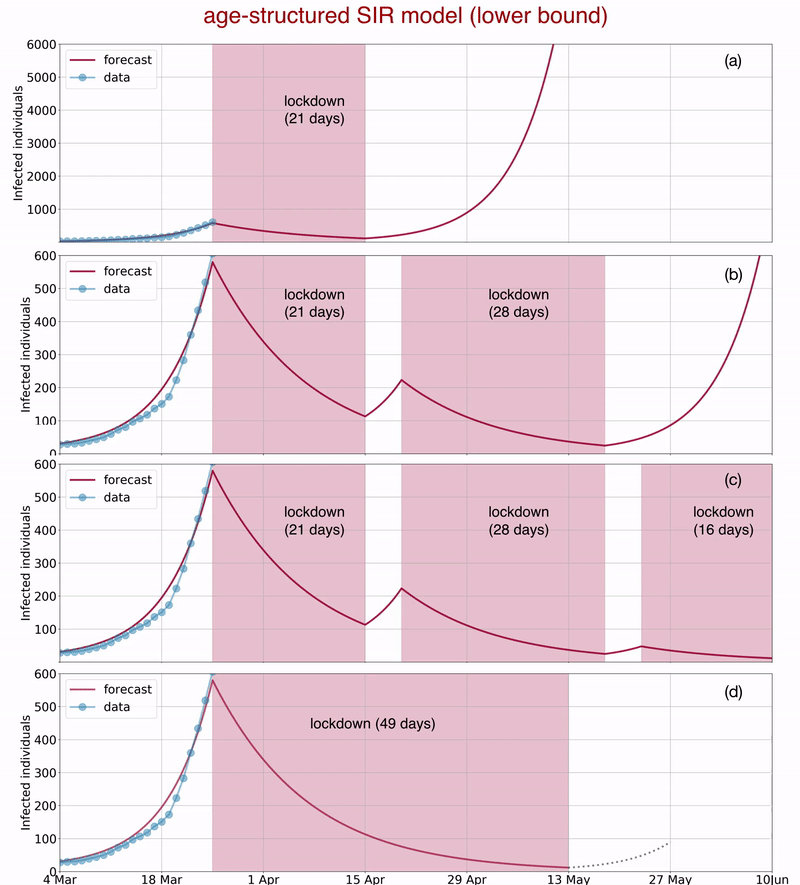 age-structured SIR model (lower bound)
6000
5000
4000
3000
2000
1000
Infected individuals
forecast
data
lockdown
(21 days)
(a)
600
500
400
300
200
100
0
Infected individuals
forecast
data
lockdown
(21 days)
lockdown
(28 days)
(b)
600
500
400
300
200
100
Infected individuals
forecast
data
lockdown
(21 days)
lockdown
(28 days)
(c)
lockdown
(16 days)
600
500
400
300
200
100
0
Infected individuals
forecast
data
lockdown (49 days)
(d)
4 Mar
18 Mar
1 Apr
15 Apr
29 Apr
13 May
27 May
10Jun